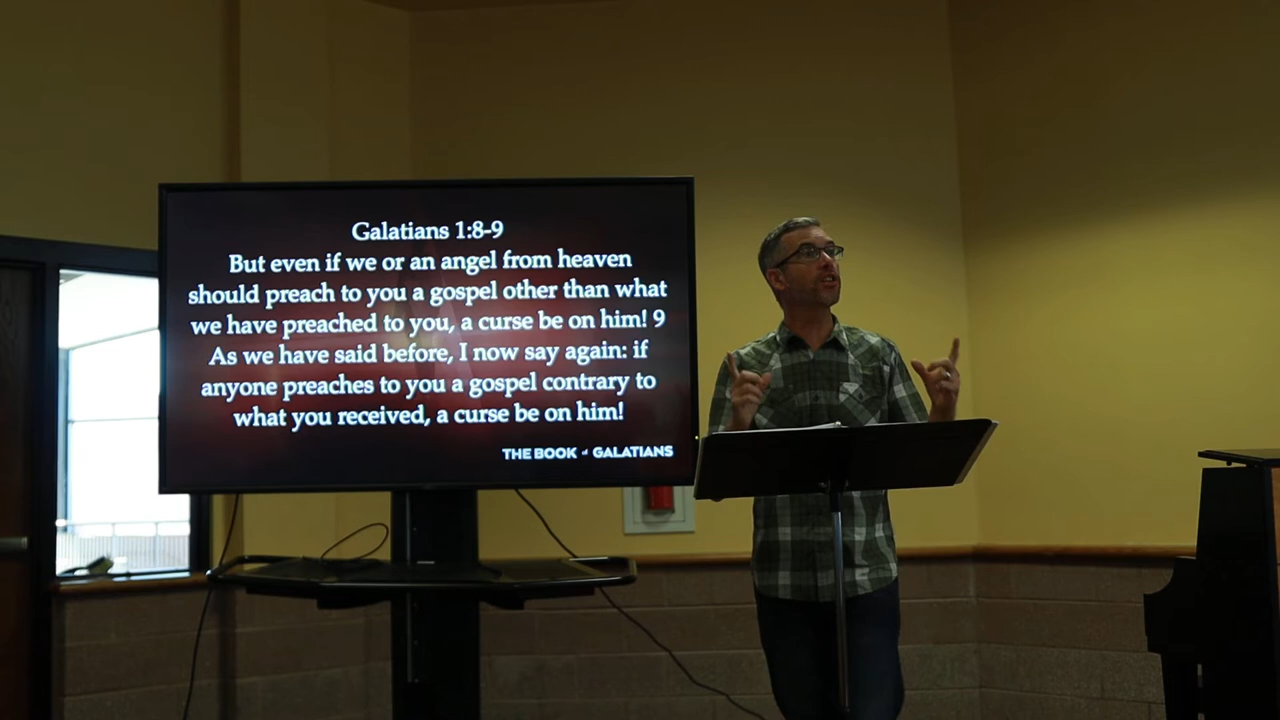 Galatians 1:8-9
But even if we or an angel from heaven
should preach to you a gospel other than what
we have preached to you, a curse be on him! 9
As we have said before, I now say again: if
anyone preaches to you a gospel contrary to
what you received, a curse be on him!
THE BOOK of GALATIANS